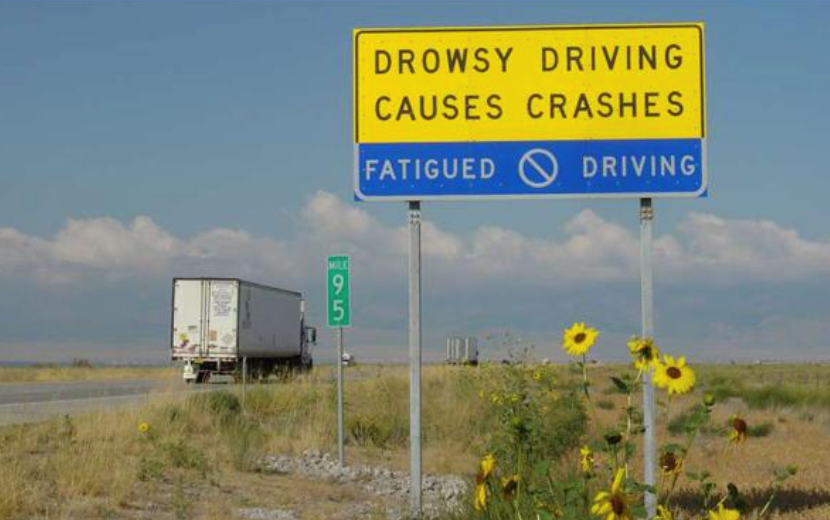 DROWSY DRIVING
CAUSES CRASHES
FATIGUED DRIVING
MILE
9
5